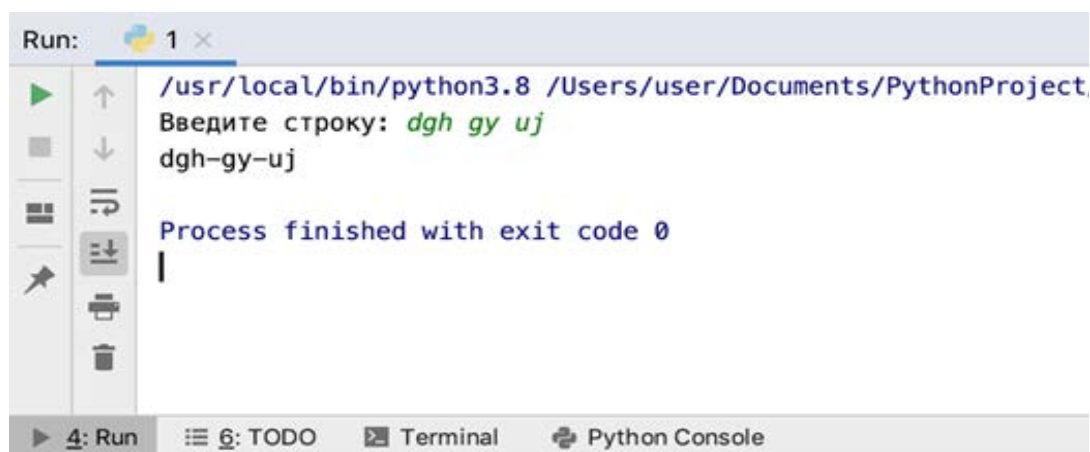 Run: 1
/usr/local/bin/python3.8 /Users/user/Documents/PythonProject/
Введите строку: dgh gy uj
dgh-gy-uj
Process finished with exit code 0
4: Run 6: TODO Terminal Python Console